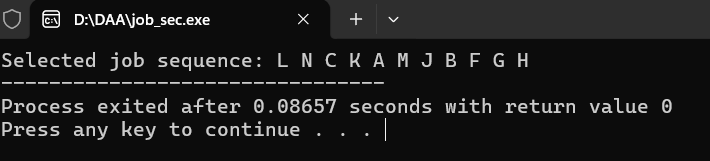 D:\DAA\job_sec.exe
Selected job sequence: L N C K A M J B F G H
--------------------------------
Process exited after 0.08657 seconds with return value 0
Press any key to continue . . .